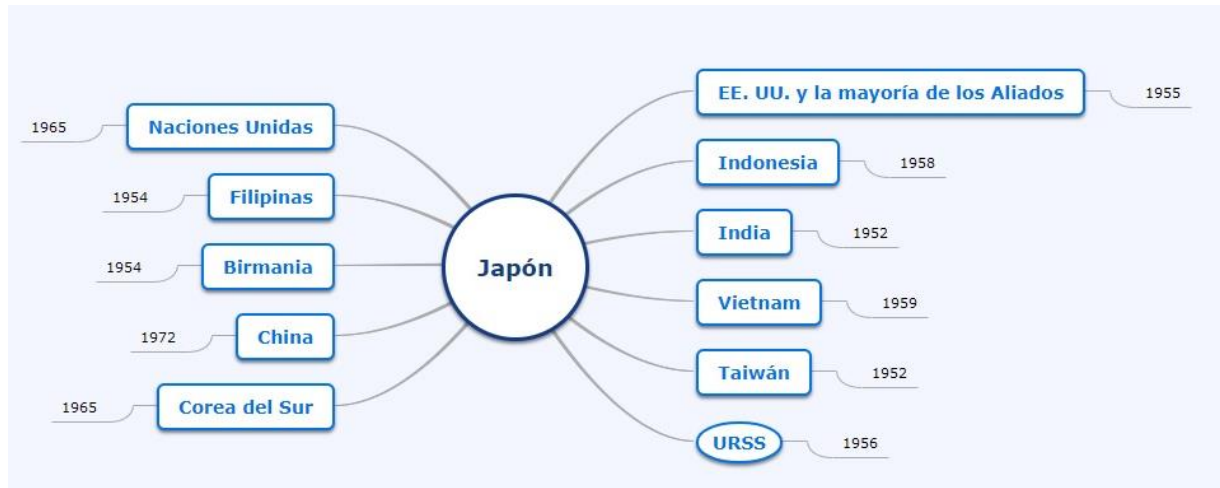 Japón
Naciones Unidas
1965
Filipinas
1954
Birmania
1954
China
1972
Corea del Sur
1965
EE. UU. y la mayoría de los Aliados
1955
Indonesia
1958
India
1952
Vietnam
1959
Taiwán
1952
URSS
1956